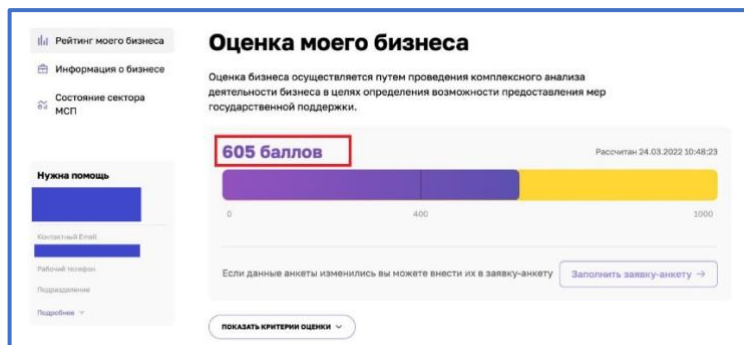 Рейтинг моего бизнеса
Информация о бизнесе
Состояние сектора
МСП
Нужна помощь
Контактный Email
Рабочий телефон
Подразделение
Подробнее
Оценка моего бизнеса
Оценка бизнеса осуществляется путем проведения комплексного анализа
деятельности бизнеса в целях определения возможности предоставления мер
государственной поддержки.
605 баллов
Рассчитан 24.03.2022 10:48:23
0 400 1000
Если данные анкеты изменились вы можете внести их в заявку-анкету
Заполнить заявку-анкету →
ПОКАЗАТЬ КРИТЕРИИ ОЦЕНКИ